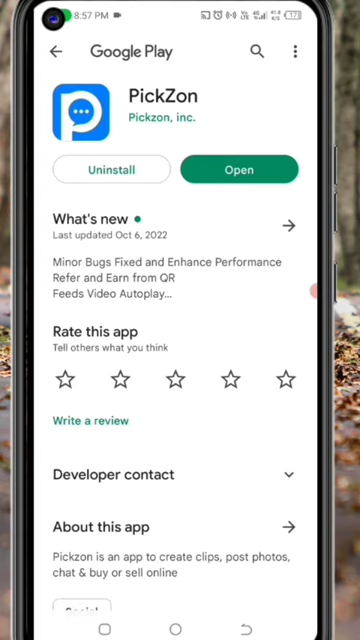 8:57 PM
Google Play
PickZon
Pickzon, inc.
Uninstall
Open
What's new
Last updated Oct 6, 2022
Minor Bugs Fixed and Enhance Performance
Refer and Earn from QR
Feeds Video Autoplay...
Rate this app
Tell others what you think
Write a review
Developer contact
About this app
Pickzon is an app to create clips, post photos,
chat & buy or sell online
Social